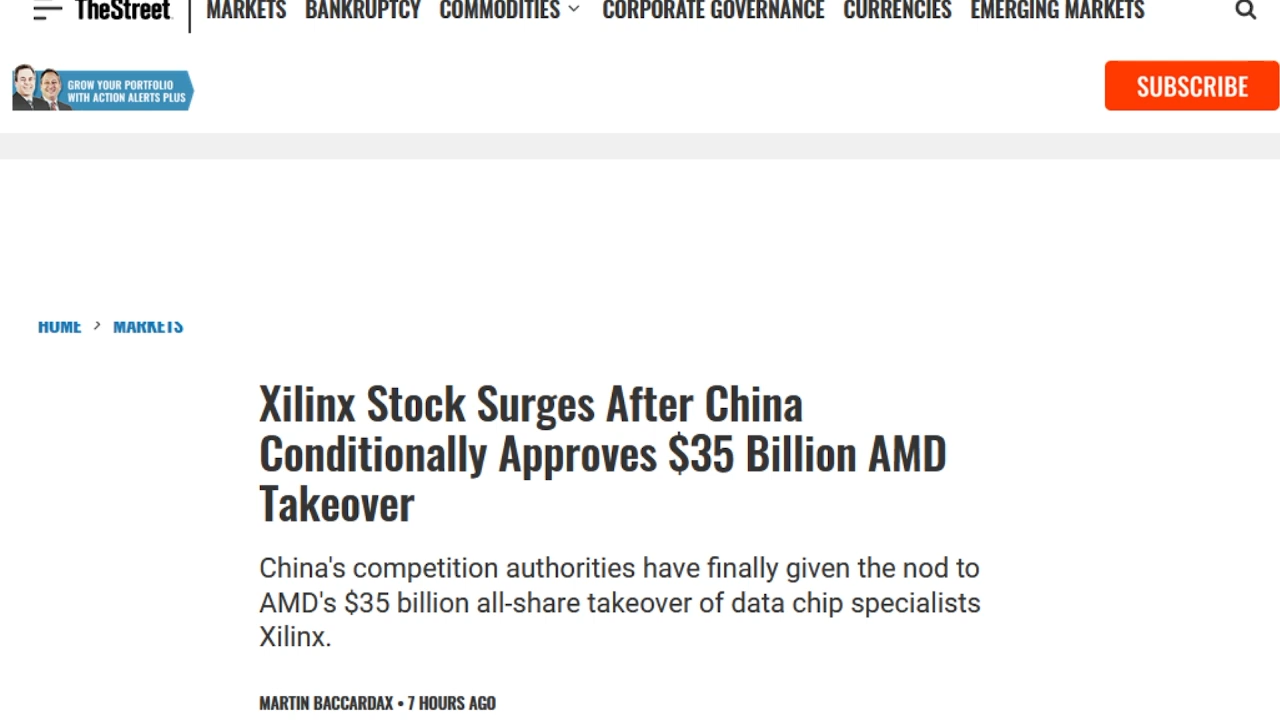 TheStreet MARKETS BANKRUPTCY COMMODITIES CORPORATE GOVERNANCE CURRENCIES EMERGING MARKETS
GROW YOUR PORTFOLIO
WITH ACTION ALERTS PLUS
SUBSCRIBE
HOME > MARKETS
Xilinx Stock Surges After China
Conditionally Approves $35 Billion AMD
Takeover
China's competition authorities have finally given the nod to
AMD's $35 billion all-share takeover of data chip specialists
Xilinx.
MARTIN BACCARDAX • 7 HOURS AGO